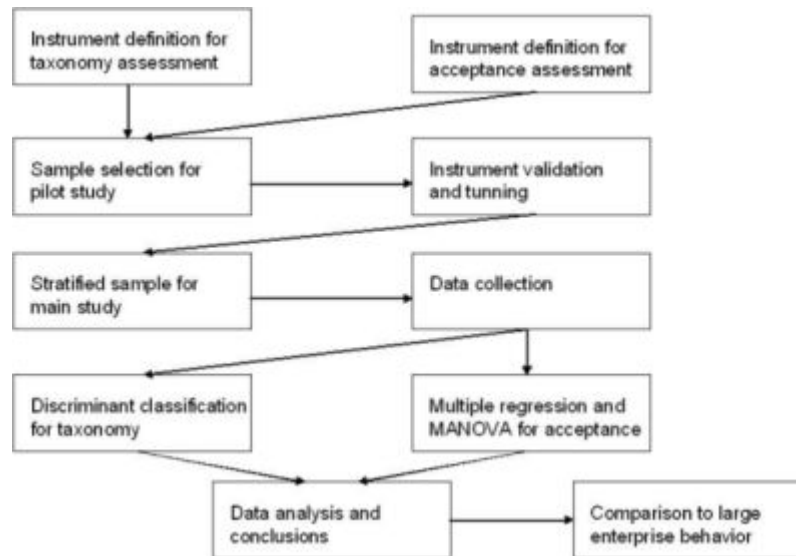 Instrument definition for
taxonomy assessment
Instrument definition for
acceptance assessment
Sample selection for
pilot study
Instrument validation
and tunning
Stratified sample for
main study
Data collection
Discriminant classification
for taxonomy
Multiple regression and
MANOVA for acceptance
Data analysis and
conclusions
Comparison to large
enterprise behavior